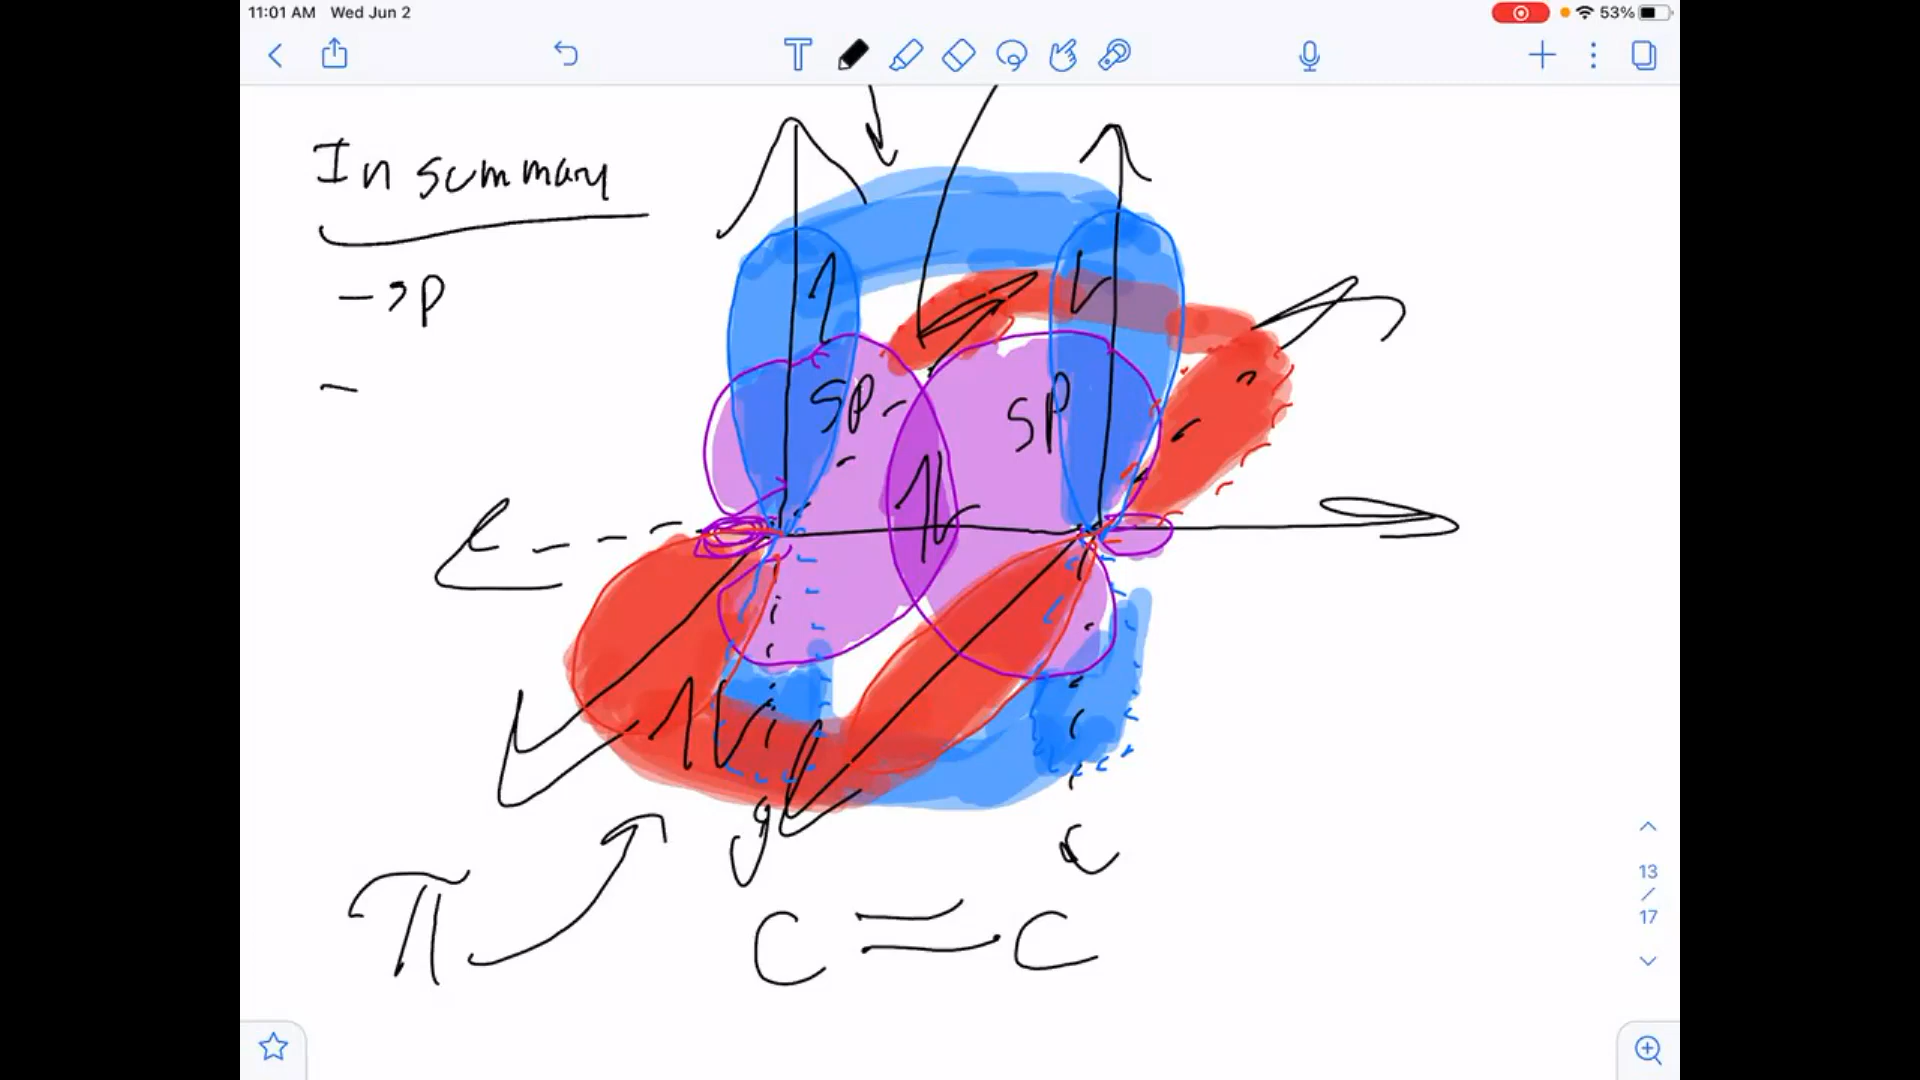 11:01 AM Wed Jun 2
53%
T
In summary
- sp
-
sp
sp
13
/
17
C
π
C = C